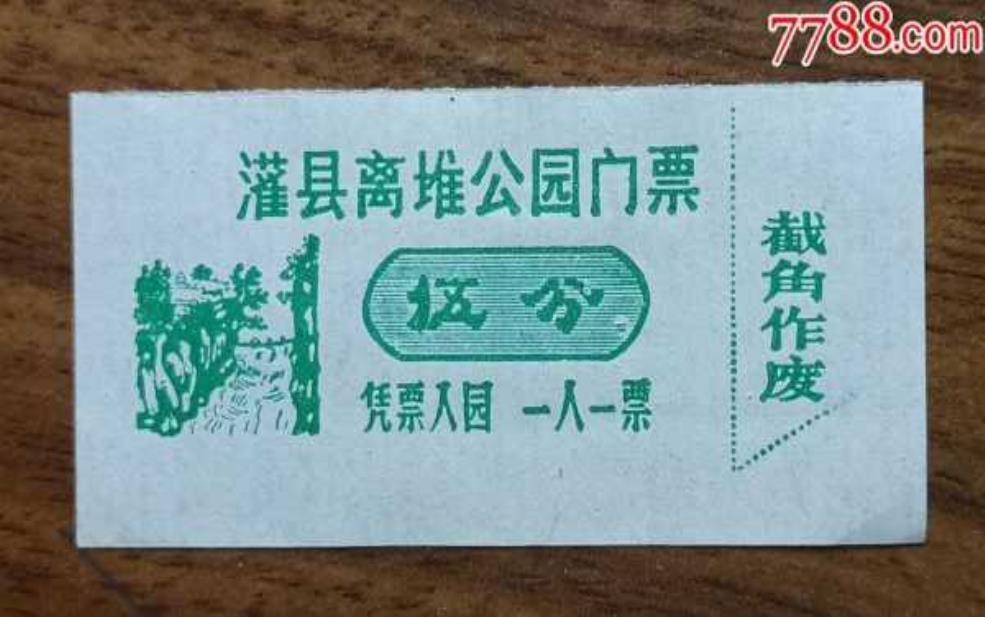 7788.com
灌县离堆公园门票
伍分
凭票入园 一人一票
截角作废